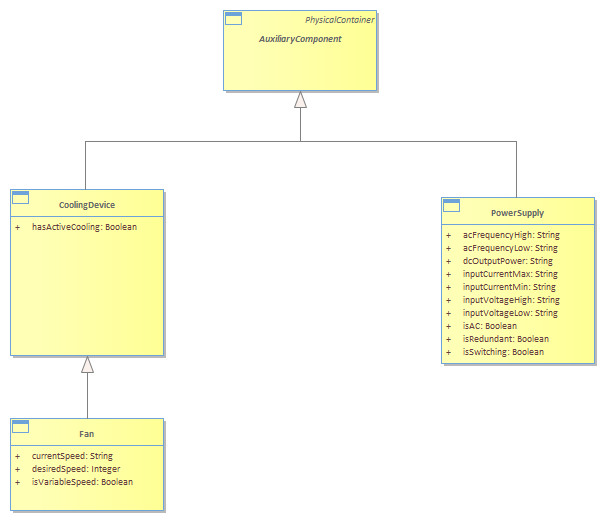 PhysicalContainer
AuxiliaryComponent
CoolingDevice
+ hasActiveCooling: Boolean
PowerSupply
+ acFrequencyHigh: String
+ acFrequencyLow: String
+ dcOutputPower: String
+ inputCurrentMax: String
+ inputCurrentMin: String
+ inputVoltageHigh: String
+ inputVoltageLow: String
+ isAC: Boolean
+ isRedundant: Boolean
+ isSwitching: Boolean
Fan
+ currentSpeed: String
+ desiredSpeed: Integer
+ isVariableSpeed: Boolean